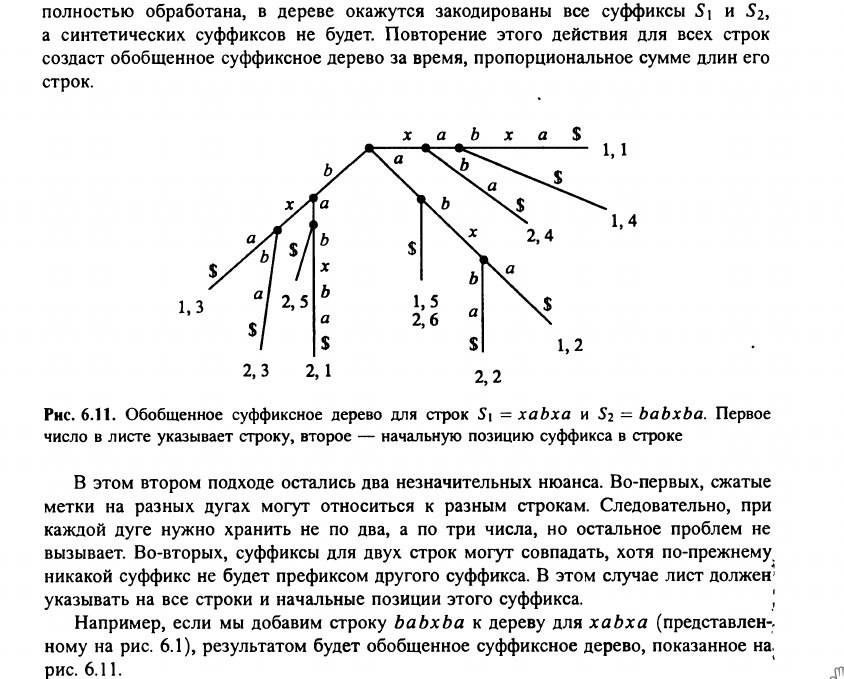 полностью обработана, в дереве окажутся закодированы все суффиксы S₁ и S₂,
а синтетических суффиксов не будет. Повторение этого действия для всех строк
создаст обобщенное суффиксное дерево за время, пропорциональное сумме длин его
строк.
x a b x a $ 1, 1
b a b $
x a a b a $ 1, 4
a b $ b x 2, 4
$ a $ 2, 5 x $ b a
1, 3 $ b 1, 5 a $
a 2, 6 $ 1, 2
2, 3 $ 2, 1
2, 2
Рис. 6.11. Обобщенное суффиксное дерево для строк S₁ = xabxa и S₂ = babxba. Первое
число в листе указывает строку, второе — начальную позицию суффикса в строке
В этом втором подходе остались два незначительных нюанса. Во-первых, сжатые
метки на разных дугах могут относиться к разным строкам. Следовательно, при
каждой дуге нужно хранить не по два, а по три числа, но остальное проблем не
вызывает. Во-вторых, суффиксы для двух строк могут совпадать, хотя по-прежнему
никакой суффикс не будет префиксом другого суффикса. В этом случае лист должен
указывать на все строки и начальные позиции этого суффикса.
Например, если мы добавим строку babxba к дереву для xabxa (представлен-
ному на рис. 6.1), результатом будет обобщенное суффиксное дерево, показанное на
рис. 6.11.